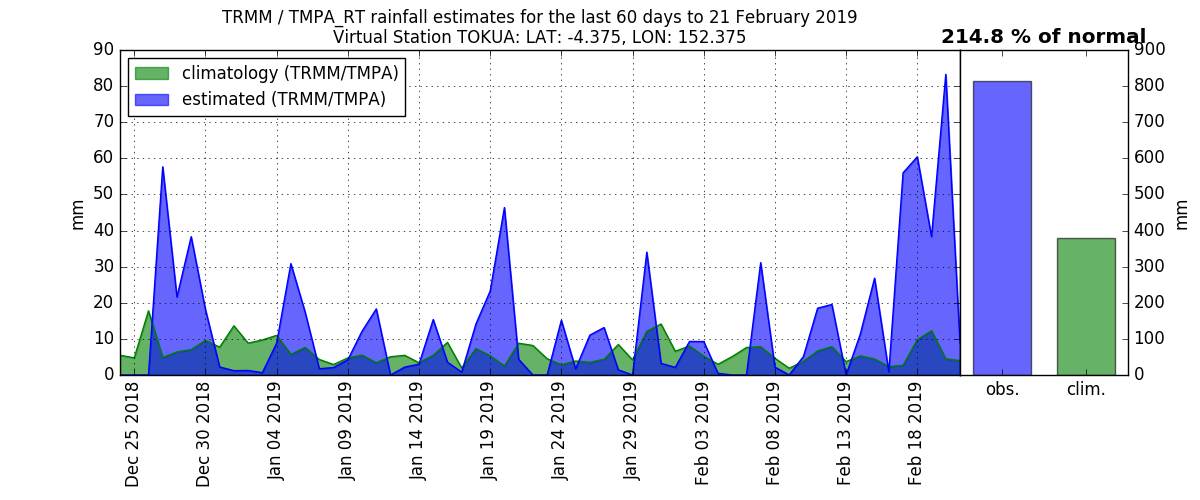 TRMM / TMPA_RT rainfall estimates for the last 60 days to 21 February 2019
Virtual Station TOKUA: LAT: -4.375, LON: 152.375
214.8 % of normal
climatology (TRMM/TMPA)
estimated (TRMM/TMPA)
90
80
70
60
50
40
30
20
10
0
mm
Dec 25 2018
Dec 30 2018
Jan 04 2019
Jan 09 2019
Jan 14 2019
Jan 19 2019
Jan 24 2019
Jan 29 2019
Feb 03 2019
Feb 08 2019
Feb 13 2019
Feb 18 2019
obs.
clim.
900
800
700
600
500
400
300
200
100
0
mm